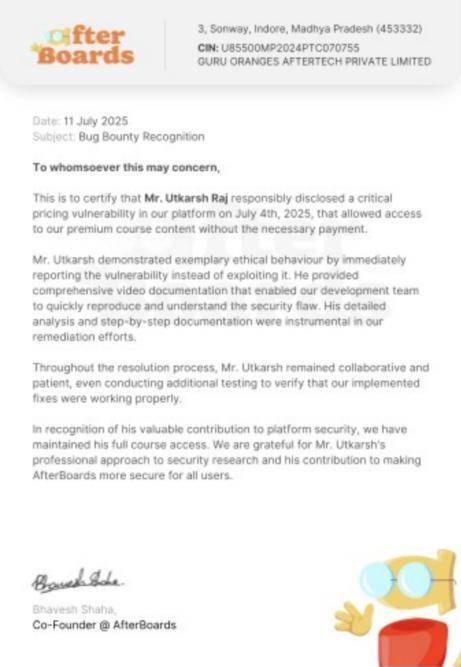 After
Boards
3, Sonway, Indore, Madhya Pradesh (453332)
CIN: U85500MP2024PTC070755
GURU ORANGES AFTERTECH PRIVATE LIMITED
Date: 11 July 2025
Subject: Bug Bounty Recognition
To whomsoever this may concern,
This is to certify that Mr. Utkarsh Raj responsibly disclosed a critical
pricing vulnerability in our platform on July 4th, 2025, that allowed access
to our premium course content without the necessary payment.
Mr. Utkarsh demonstrated exemplary ethical behaviour by immediately
reporting the vulnerability instead of exploiting it. He provided
comprehensive video documentation that enabled our development team
to quickly reproduce and understand the security flaw. His detailed
analysis and step-by-step documentation were instrumental in our
remediation efforts.
Throughout the resolution process, Mr. Utkarsh remained collaborative and
patient, even conducting additional testing to verify that our implemented
fixes were working properly.
In recognition of his valuable contribution to platform security, we have
maintained his full course access. We are grateful for Mr. Utkarsh's
professional approach to security research and his contribution to making
AfterBoards more secure for all users.
Bhavesh Shaha.
Bhavesh Shaha,
Co-Founder @ AfterBoards